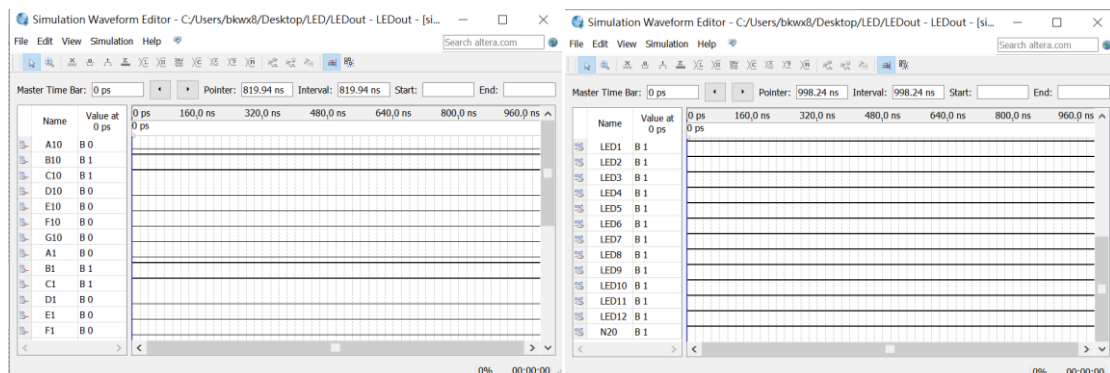 Simulation Waveform Editor - C:/Users/bkwx8/Desktop/LED/LEDout - LEDout - [si...
File Edit View Simulation Help
Search altera.com
Master Time Bar: 0 ps
Pointer: 819.94 ns
Interval: 819.94 ns
Start:
End:
Name Value at 0 ps
0 ps 160,0 ns 320,0 ns 480,0 ns 640,0 ns 800,0 ns 960.0 ns
0 ps
A10 B 0
B10 B 1
C10 B 1
D10 B 0
E10 B 0
F10 B 0
G10 B 0
A1 B 0
B1 B 1
C1 B 1
D1 B 0
E1 B 0
F1 B 0
0% 00:00:00
Simulation Waveform Editor - C:/Users/bkwx8/Desktop/LED/LEDout - LEDout - [si...
File Edit View Simulation Help
Search altera.com
Master Time Bar: 0 ps
Pointer: 998.24 ns
Interval: 998.24 ns
Start:
End:
Name Value at 0 ps
0 ps 160,0 ns 320,0 ns 480,0 ns 640,0 ns 800,0 ns 960.0 ns
0 ps
LED1 B 1
LED2 B 1
LED3 B 1
LED4 B 1
LED5 B 1
LED6 B 1
LED7 B 1
LED8 B 1
LED9 B 1
LED10 B 1
LED11 B 1
LED12 B 1
N20 B 1
0% 00:00:00